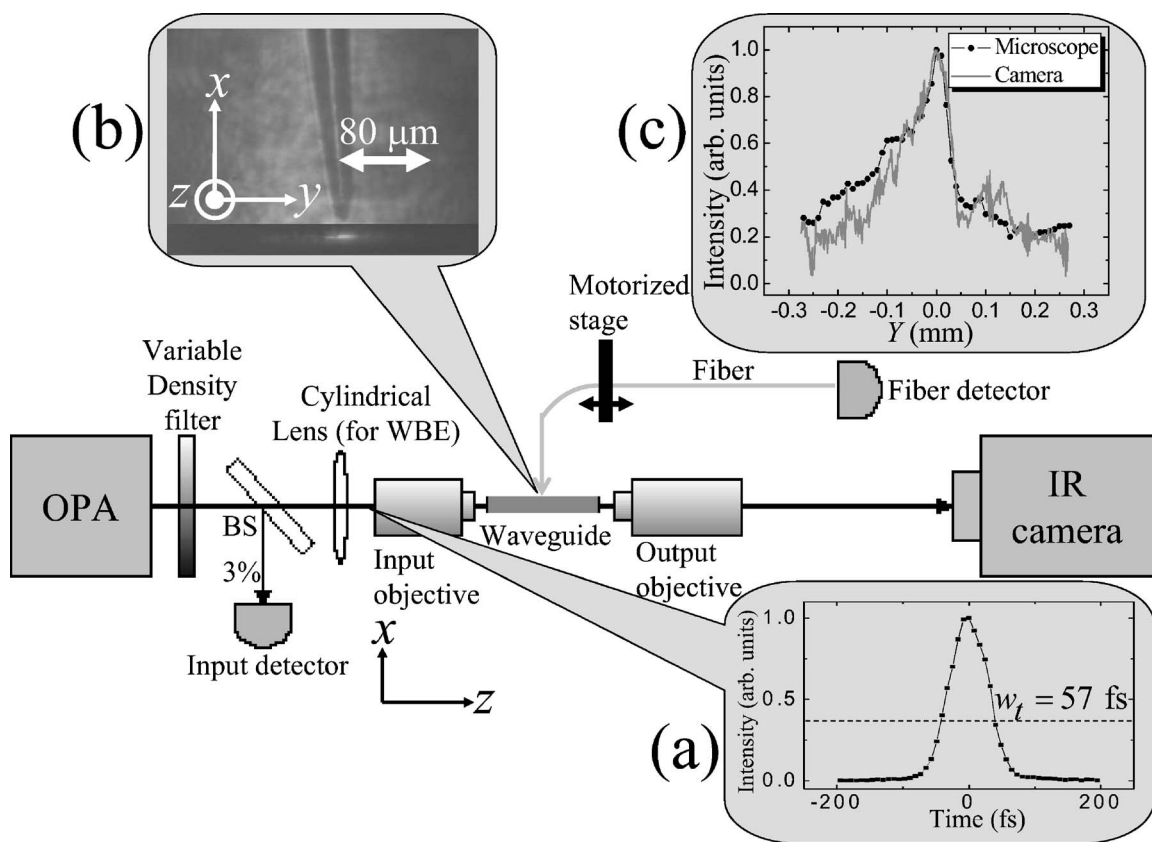 (b)
x
80 μm
z
y
(c)
Intensity (arb. units)
1.0
0.8
0.6
0.4
0.2
0.0
Microscope
Camera
-0.3 -0.2 -0.1 0.0 0.1 0.2 0.3
Y (mm)
Motorized
stage
Fiber
Fiber detector
Variable
Density
filter
Cylindrical
Lens (for WBE)
OPA
BS
3%
Input detector
Input
objective
Waveguide
Output
objective
IR
camera
x
z
(a)
Intensity (arb. units)
1.0
0.5
0.0
wₜ = 57 fs
-200 0 200
Time (fs)